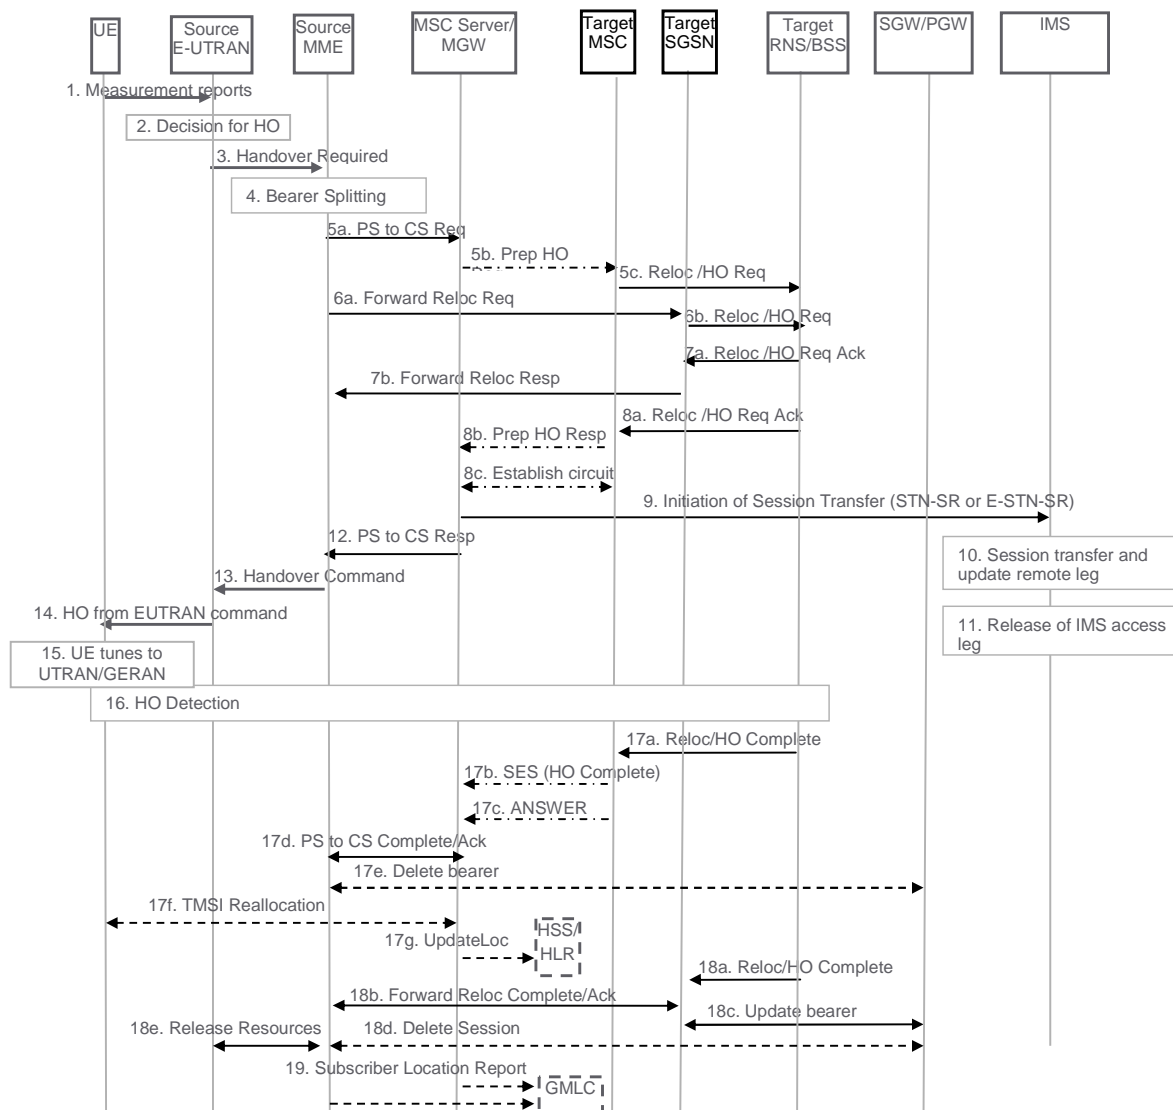 UE
Source
E-UTRAN
Source
MME
MSC Server/
MGW
Target
MSC
Target
SGSN
Target
RNS/BSS
SGW/PGW
IMS
1. Measurement reports
2. Decision for HO
3. Handover Required
4. Bearer Splitting
5a. PS to CS Req
5b. Prep HO
5c. Reloc /HO Req
6a. Forward Reloc Req
6b. Reloc /HO Req
7a. Reloc /HO Req Ack
7b. Forward Reloc Resp
8a. Reloc /HO Req Ack
8b. Prep HO Resp
8c. Establish circuit
9. Initiation of Session Transfer (STN-SR or E-STN-SR)
12. PS to CS Resp
10. Session transfer and
update remote leg
13. Handover Command
14. HO from EUTRAN command
11. Release of IMS access
leg
15. UE tunes to
UTRAN/GERAN
16. HO Detection
17a. Reloc/HO Complete
17b. SES (HO Complete)
17c. ANSWER
17d. PS to CS Complete/Ack
17e. Delete bearer
17f. TMSI Reallocation
17g. UpdateLoc
HSS/
HLR
18a. Reloc/HO Complete
18b. Forward Reloc Complete/Ack
18c. Update bearer
18e. Release Resources
18d. Delete Session
19. Subscriber Location Report
GMLC